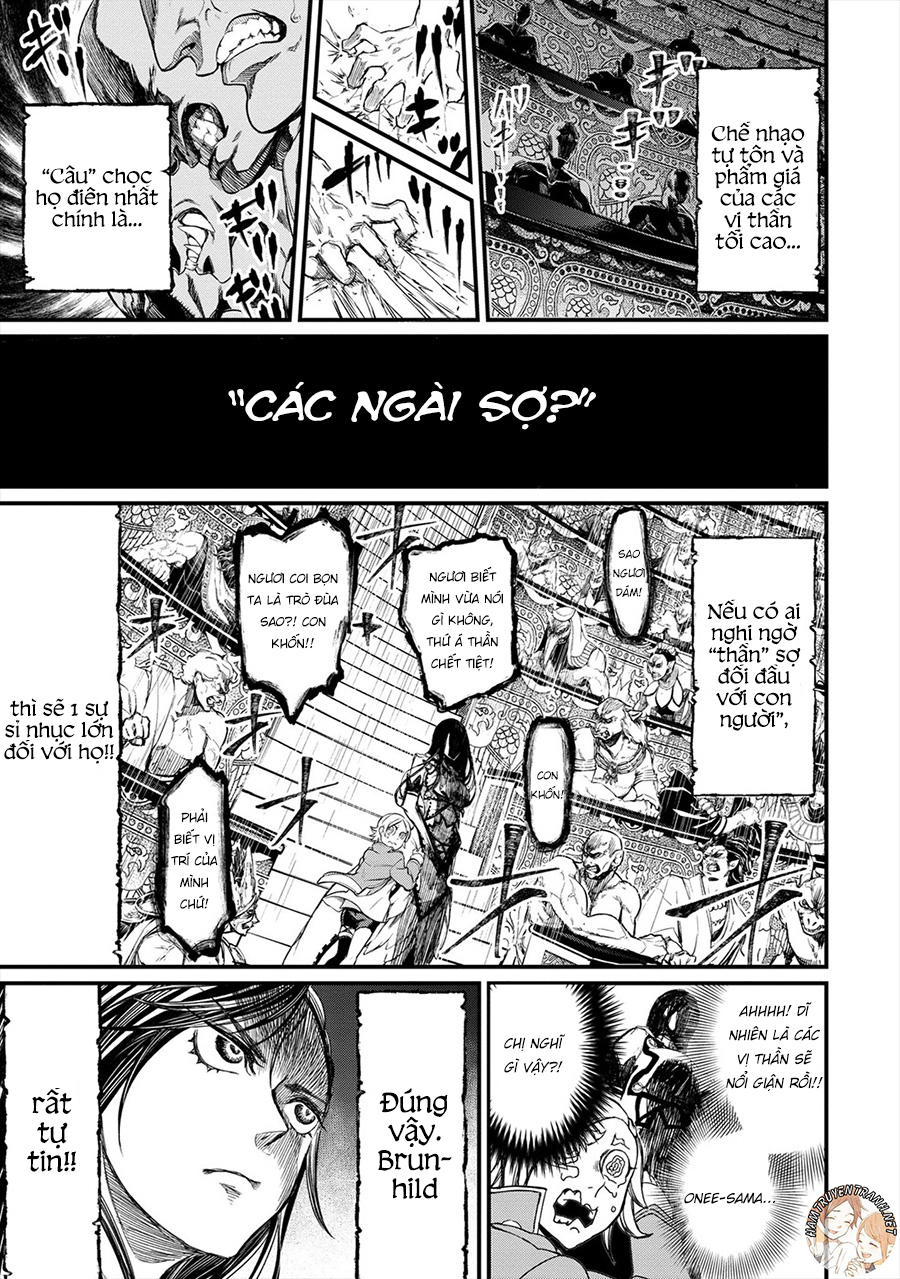 Chế nhạo
tự tôn và
phẩm giá
của các
vị thần
tối cao...
“Câu” chọc
họ điên nhất
chính là...
“CÁC NGÀI SỢ?”
Nếu có ai
nghi ngờ
“thần” sợ
đối đầu
với con
người”,
SAO
NGƯƠI
DÁM!
NGƯƠI BIẾT
MÌNH VỪA NÓI
GÌ KHÔNG,
THỨ Á THẦN
CHẾT TIỆT!
NGƯƠI COI BỌN
TA LÀ TRÒ ĐÙA
SAO?! CON
KHỐN!!
CON
KHỐN!
PHẢI
BIẾT VỊ
TRÍ CỦA
MÌNH
CHỨ!
thì sẽ 1 sự
sỉ nhục lớn
đối với họ!!
AHHHH! DĨ
NHIÊN LÀ CÁC
VỊ THẦN SẼ
NỔI GIẬN RỒI!!
CHỊ NGHĨ
GÌ VẬY?!
ONEE-SAMA...
Đúng
vậy.
Brun-
hild
rất
tự
tin!!
HAMTRUYENTRANH.NET